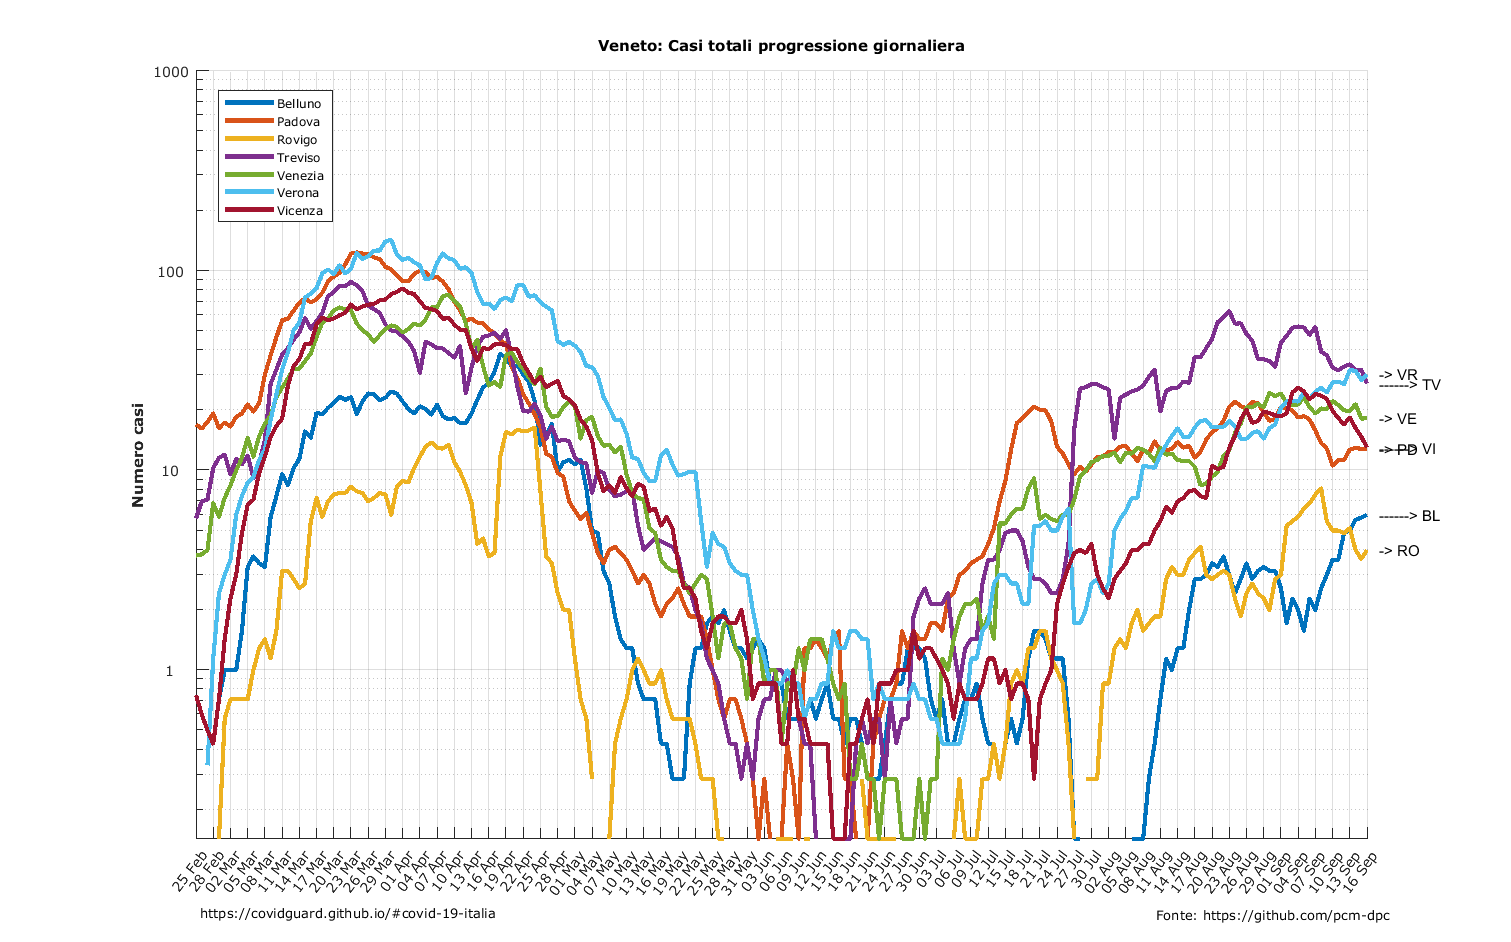 Veneto: Casi totali progressione giornaliera
1000
100
10
1
Numero casi
Belluno
Padova
Rovigo
Treviso
Venezia
Verona
Vicenza
-> VR
------> TV
-> VE
-> PD
------> VI
------> BL
-> RO
25 Feb
28 Feb
02 Mar
05 Mar
08 Mar
11 Mar
14 Mar
17 Mar
20 Mar
23 Mar
26 Mar
29 Mar
01 Apr
04 Apr
07 Apr
10 Apr
13 Apr
16 Apr
19 Apr
22 Apr
25 Apr
28 Apr
01 May
04 May
07 May
10 May
13 May
16 May
19 May
22 May
25 May
28 May
31 May
03 Jun
06 Jun
09 Jun
12 Jun
15 Jun
18 Jun
21 Jun
24 Jun
27 Jun
30 Jun
03 Jul
06 Jul
09 Jul
12 Jul
15 Jul
18 Jul
21 Jul
24 Jul
27 Jul
30 Jul
02 Aug
05 Aug
08 Aug
11 Aug
14 Aug
17 Aug
20 Aug
23 Aug
26 Aug
29 Aug
01 Sep
04 Sep
07 Sep
10 Sep
13 Sep
16 Sep
https://covidguard.github.io/#covid-19-italia
Fonte: https://github.com/pcm-dpc